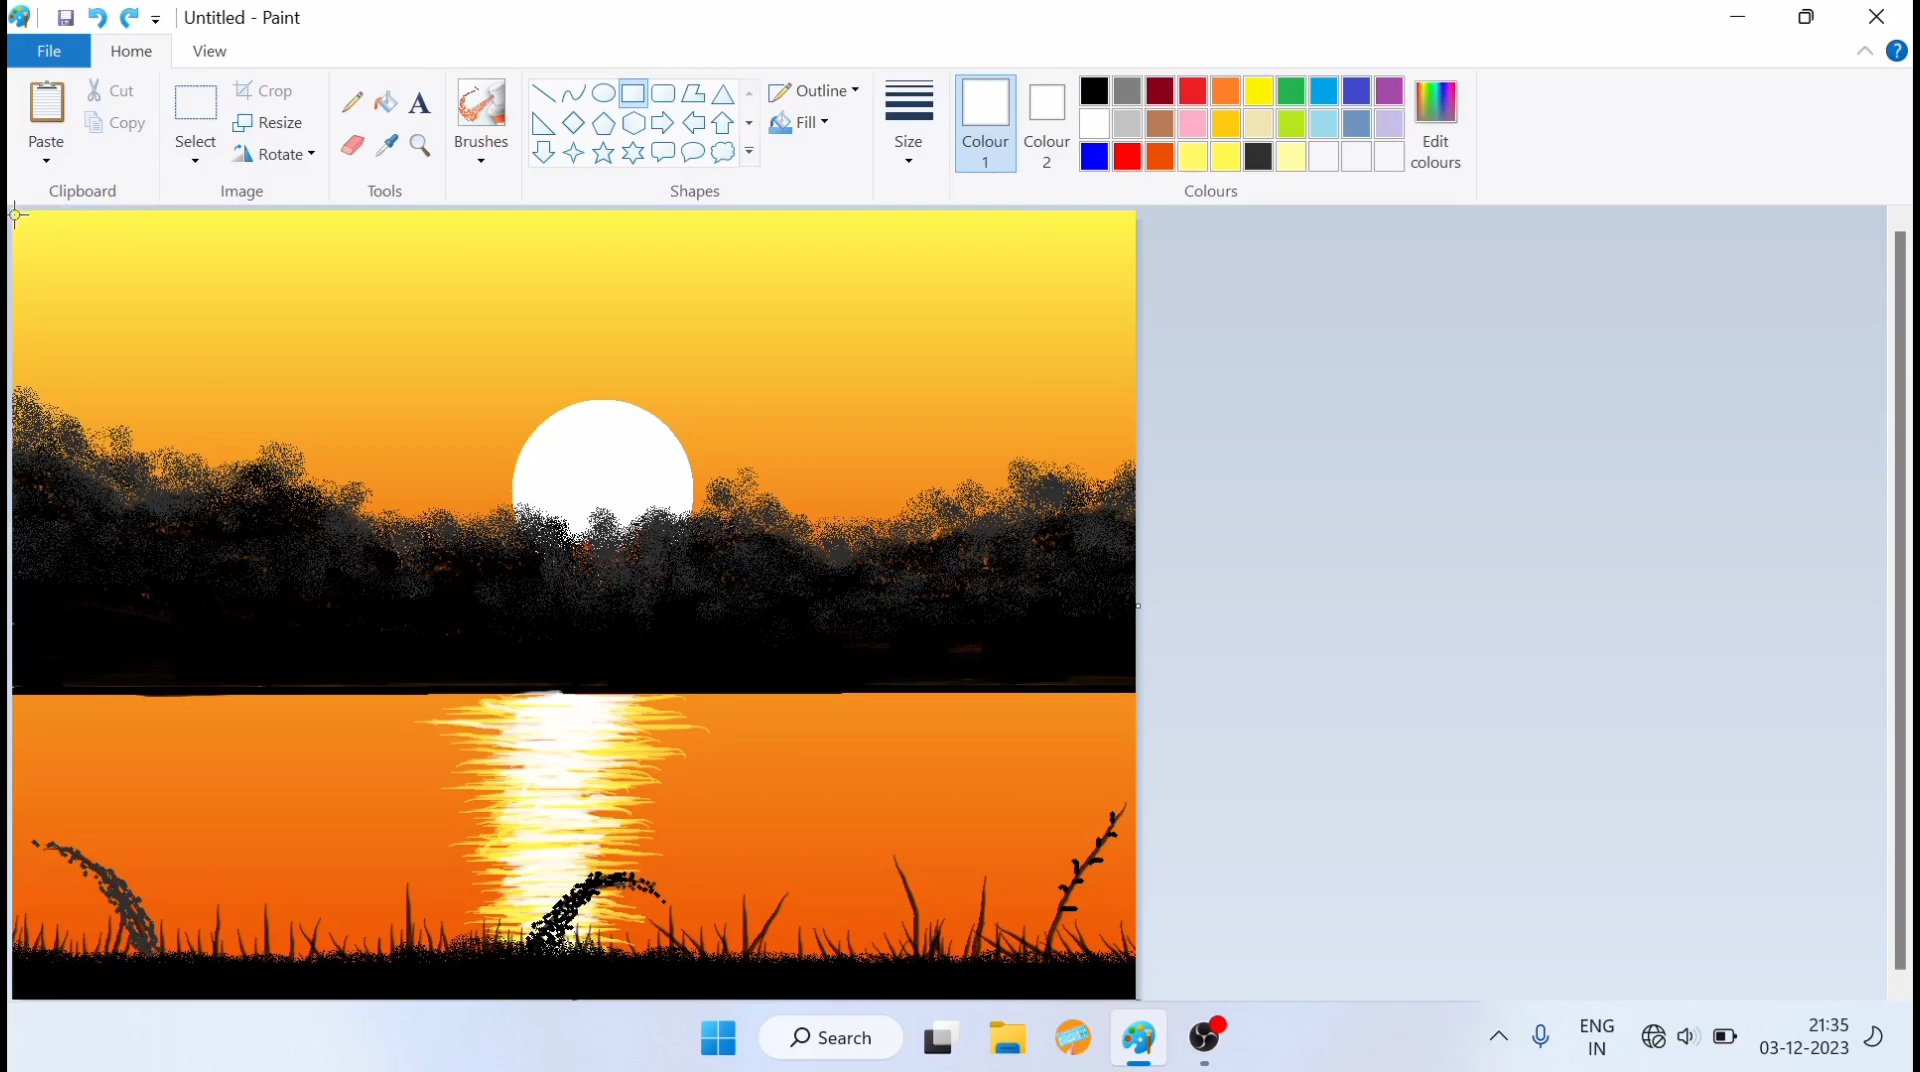 Untitled - Paint
File Home View
Paste
Cut
Copy
Clipboard
Select
Crop
Resize
Rotate
Image
A
Tools
Brushes
Shapes
Outline
Fill
Size
Colour
1
Colour
2
Edit
colours
Colours
?
Search
ENG
IN
21:35
03-12-2023